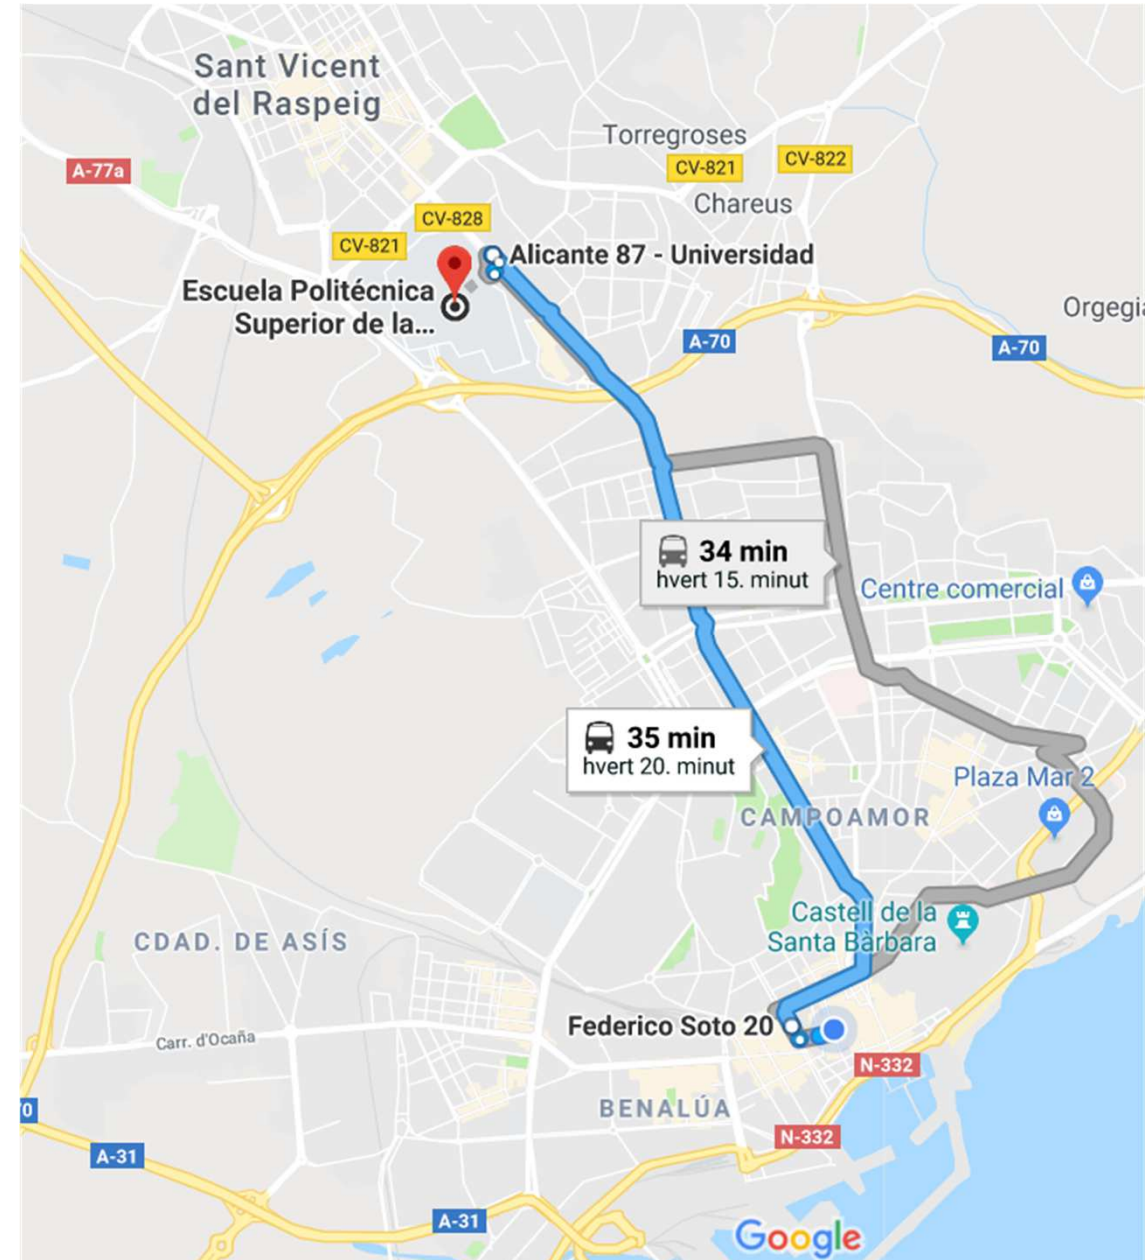 Sant Vicent
del Raspeig
Torregroses
A-77a
CV-821
CV-822
Chareus
CV-828
CV-821
Alicante 87 - Universidad
Escuela Politécnica
Superior de la...
Orgegia
A-70
A-70
34 min
hvert 15. minut
Centre comercial
35 min
hvert 20. minut
Plaza Mar 2
CAMPOAMOR
Castell de la
Santa Bàrbara
CDAD. DE ASÍS
Federico Soto 20
Carr. d'Ocaña
N-332
BENALÚA
0
N-332
A-31
A-31
Google